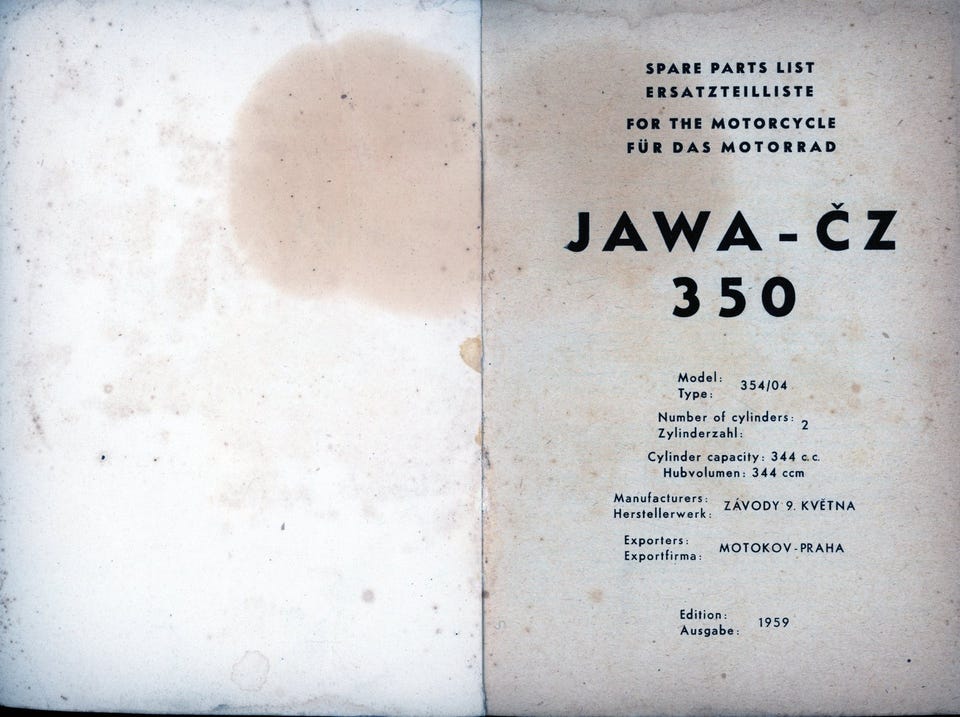 SPARE PARTS LIST
ERSATZTEILLISTE
FOR THE MOTORCYCLE
FÜR DAS MOTORRAD
JAWA-ČZ
350
Model:
Type: 354/04
Number of cylinders:
Zylinderzahl: 2
Cylinder capacity: 344 c.c.
Hubvolumen: 344 ccm
Manufacturers:
Herstellerwerk: ZÁVODY 9. KVĚTNA
Exporters:
Exportfirma: MOTOKOV-PRAHA
Edition:
Ausgabe: 1959